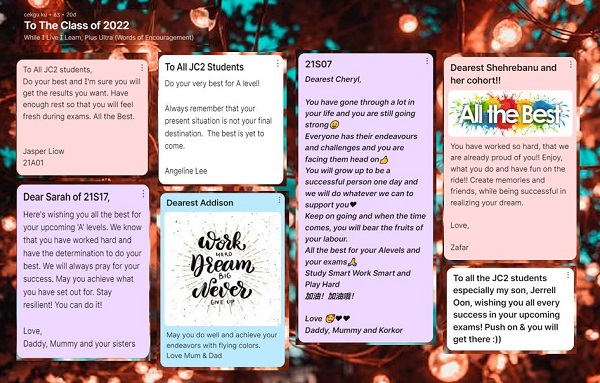 cekgu ku • 63 • 20d
To The Class of 2022
While I Live I Learn, Plus Ultra (Words of Encouragement)
To All JC2 students,
Do your best and I'm sure you will
get the results you want. Have
enough rest so that you will feel
fresh during exams. All the Best.
Jasper Liow
21A01
Dear Sarah of 21S17,
Here's wishing you all the best for
your upcoming 'A' levels. We know
that you have worked hard and
have the determination to do your
best. We will always pray for your
success. May you achieve what
you have set out for. Stay
resilient! You can do it!
Love,
Daddy, Mummy and your sisters
To All JC2 Students
Do your very best for A level!
Always remember that your
present situation is not your final
destination. The best is yet to
come.
Angeline Lee
Dearest Addison
Work
HARD
Dream
BIG
Never
GIVE UP
May you do well and achieve your
endeavors with flying colors.
Love Mum & Dad
21S07
Dearest Cheryl,
You have gone through a lot in
your life and you are still going
strong😄
Everyone has their endeavours
and challenges and you are
facing them head on👍
You will grow up to be a
successful person one day and
we will do whatever we can to
support you❤
Keep on going and when the time
comes, you will bear the fruits of
your labour.
All the best for your Alevels and
your exams🙏
Study Smart Work Smart and
Play Hard
加油！加油哦！
Love 🥰❤❤
Daddy, Mummy and Korkor
Dearest Shehrebanu and
her cohort!!
All the Best
You have worked so hard, that we
are already proud of you!! Enjoy,
what you do and have fun on the
ride!! Create memories and
friends, while being successful in
realizing your dream.
Love,
Zafar
To all the JC2 students
especially my son, Jerrell
Oon, wishing you all every
success in your upcoming
exams! Push on & you will
get there :))